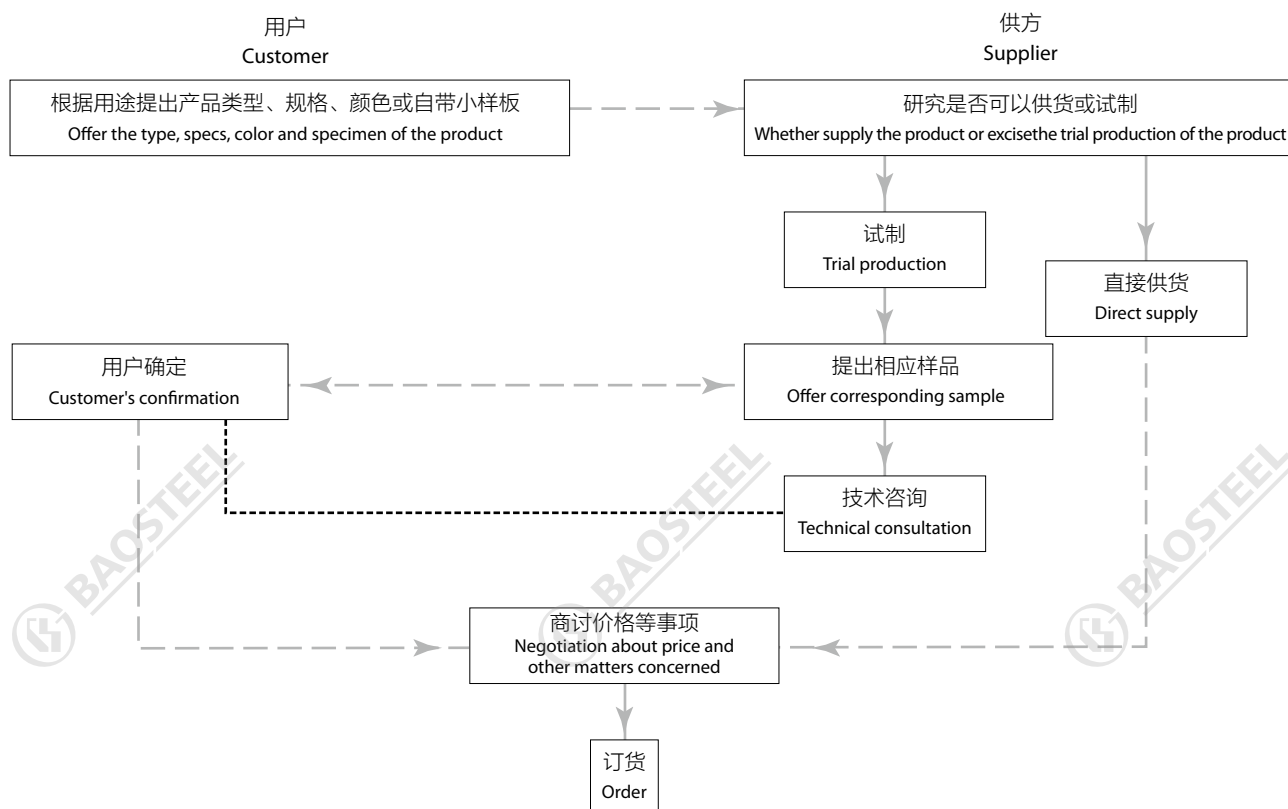 用户
Customer
供方
Supplier
根据用途提出产品类型、规格、颜色或自带小样板
Offer the type, specs, color and specimen of the product
研究是否可以供货或试制
Whether supply the product or excisethe trial production of the product
试制
Trial production
直接供货
Direct supply
用户确定
Customer's confirmation
提出相应样品
Offer corresponding sample
技术咨询
Technical consultation
BAOSTEEL
BAOSTEEL
BAOSTEEL
商讨价格等事项
Negotiation about price and
other matters concerned
订货
Order